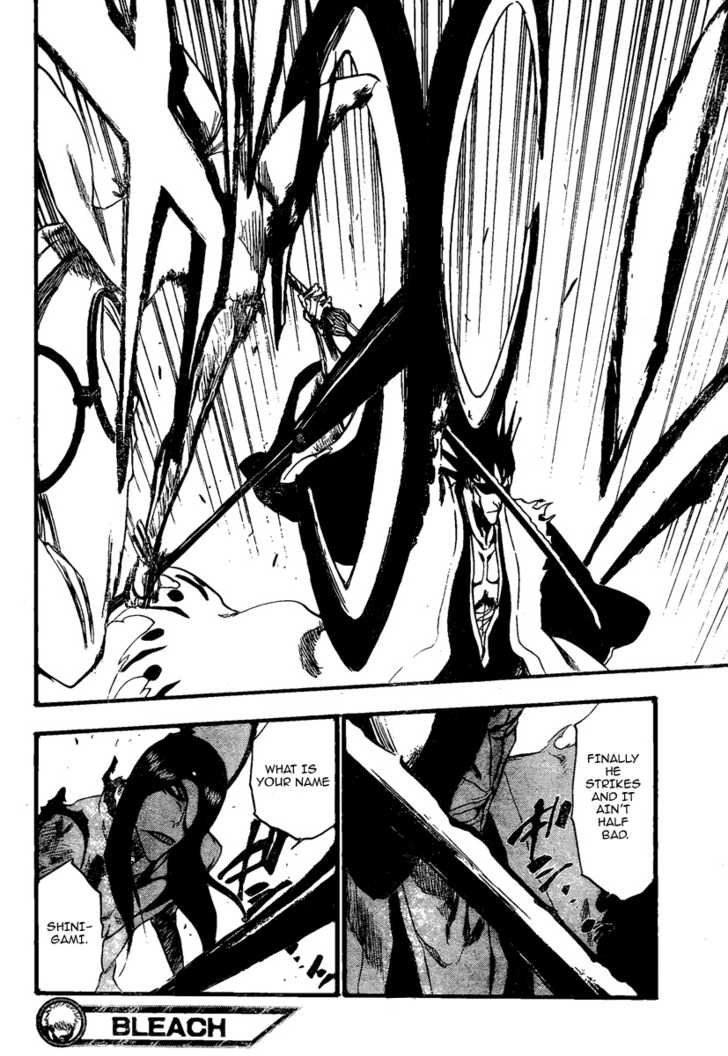 FINALLY
HE
STRIKES
AND IT
AIN'T
HALF
BAD.
WHAT IS
YOUR NAME
SHINI-
GAMI.
BLEACH